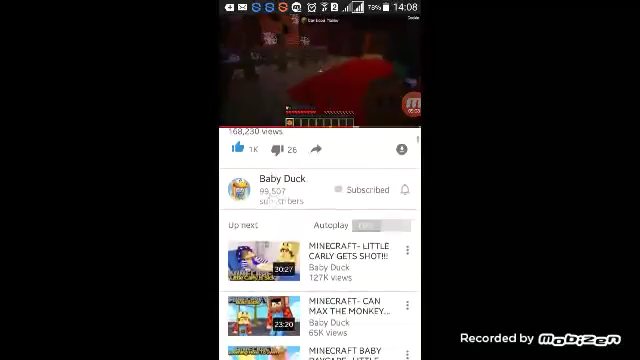 78% 14:08
168,230 views
1K 26
Baby Duck
subscribers
Subscribed
Up next Autoplay
MINECRAFT- LITTLE
CARLY GETS SHOT!!!
Baby Duck
127K views
30:27
MINECRAFT- CAN
MAX THE MONKEY...
Baby Duck
65K views
23:20
MINECRAFT BABY
Recorded by Mobizen